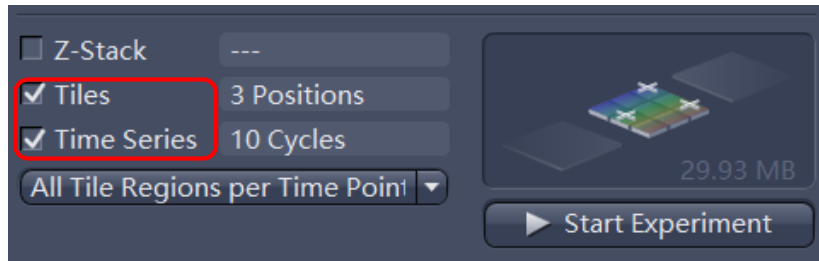 Z-Stack ---
Tiles 3 Positions
Time Series 10 Cycles
29.93 MB
All Tile Regions per Time Point
Start Experiment